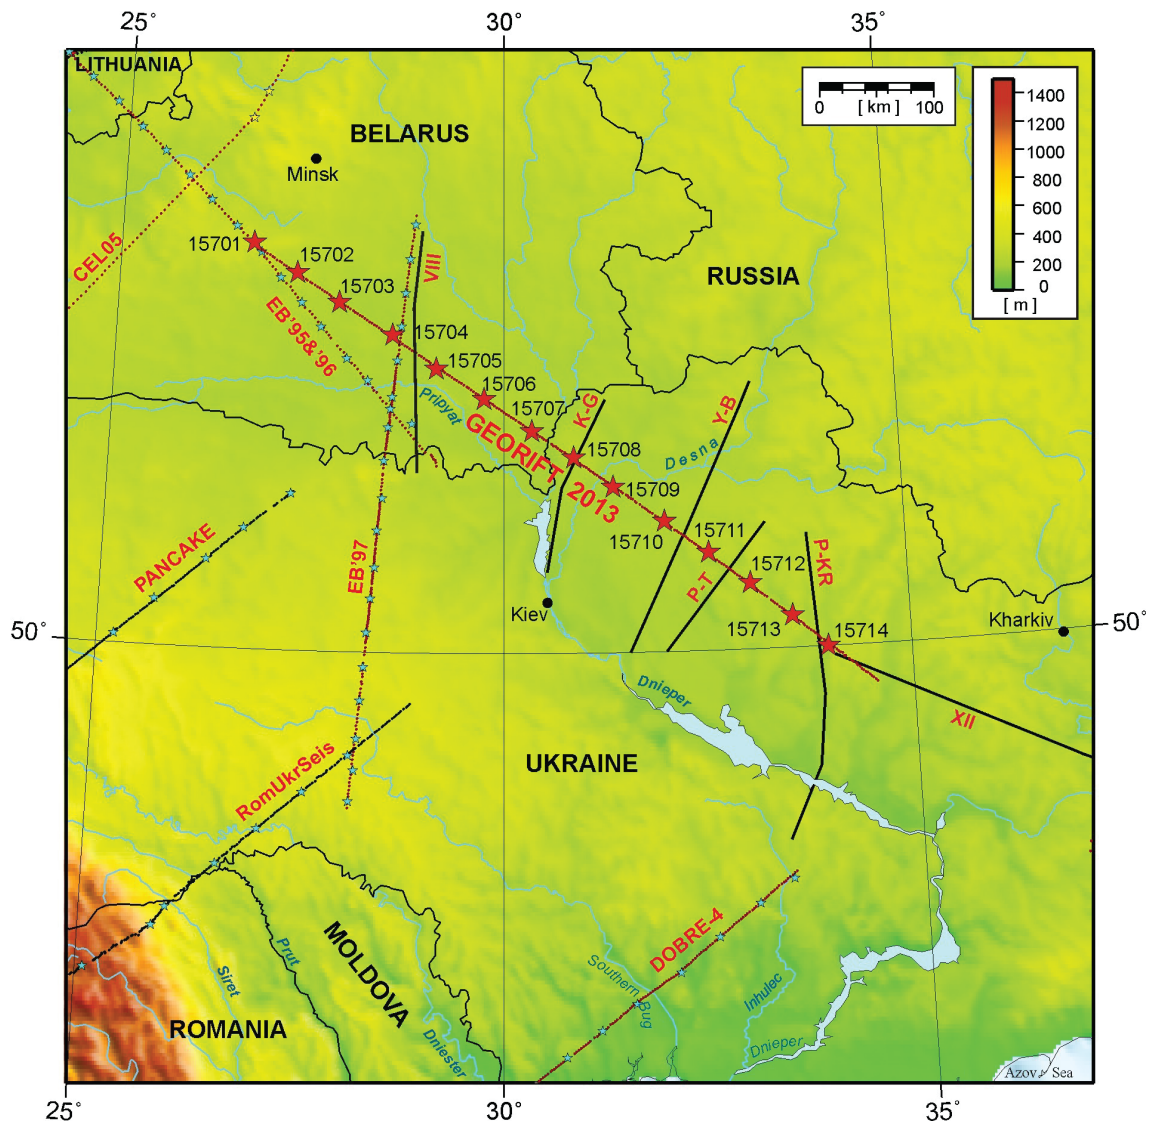 25°
30°
35°
LITHUANIA
BELARUS
Minsk
0 [ km ] 100
1400
1200
1000
800
600
400
200
0
[ m ]
CEL05
15701
15702
15703
VIII
RUSSIA
EB'95&'96
15704
15705
15706
Pripyat
15707
K-G
Y-B
GEORIFT 2013
15708
Desna
15709
15710
15711
PANCAKE
EB'97
P-T
15712
P-KR
Kiev
15713
15714
Kharkiv
50°
50°
Dnieper
XII
UKRAINE
RomUkrSeis
MOLDOVA
DOBRE-4
Prut
Siret
Southern Bug
Inhulec
ROMANIA
Dniester
Dnieper
Azov Sea
25°
30°
35°